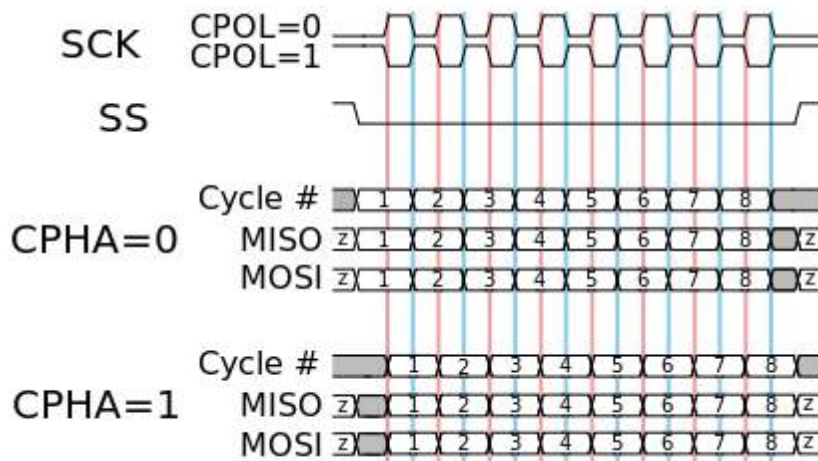 SCK
CPOL=0
CPOL=1
SS
CPHA=0
Cycle # 1 2 3 4 5 6 7 8
MISO z 1 2 3 4 5 6 7 8 z
MOSI z 1 2 3 4 5 6 7 8 z
CPHA=1
Cycle # 1 2 3 4 5 6 7 8
MISO z 1 2 3 4 5 6 7 8 z
MOSI z 1 2 3 4 5 6 7 8 z